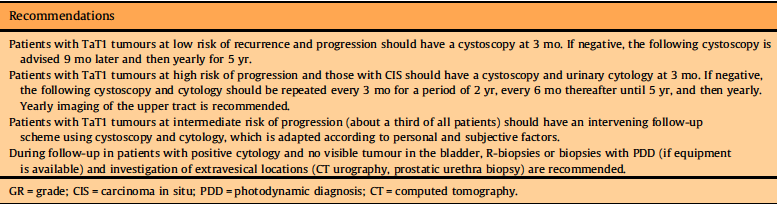 Recommendations
Patients with TaT1 tumours at low risk of recurrence and progression should have a cystoscopy at 3 mo. If negative, the following cystoscopy is
advised 9 mo later and then yearly for 5 yr.
Patients with TaT1 tumours at high risk of progression and those with CIS should have a cystoscopy and urinary cytology at 3 mo. If negative,
the following cystoscopy and cytology should be repeated every 3 mo for a period of 2 yr, every 6 mo thereafter until 5 yr, and then yearly.
Yearly imaging of the upper tract is recommended.
Patients with TaT1 tumours at intermediate risk of progression (about a third of all patients) should have an intervening follow-up
scheme using cystoscopy and cytology, which is adapted according to personal and subjective factors.
During follow-up in patients with positive cytology and no visible tumour in the bladder, R-biopsies or biopsies with PDD (if equipment
is available) and investigation of extravesical locations (CT urography, prostatic urethra biopsy) are recommended.
GR = grade; CIS = carcinoma in situ; PDD = photodynamic diagnosis; CT = computed tomography.